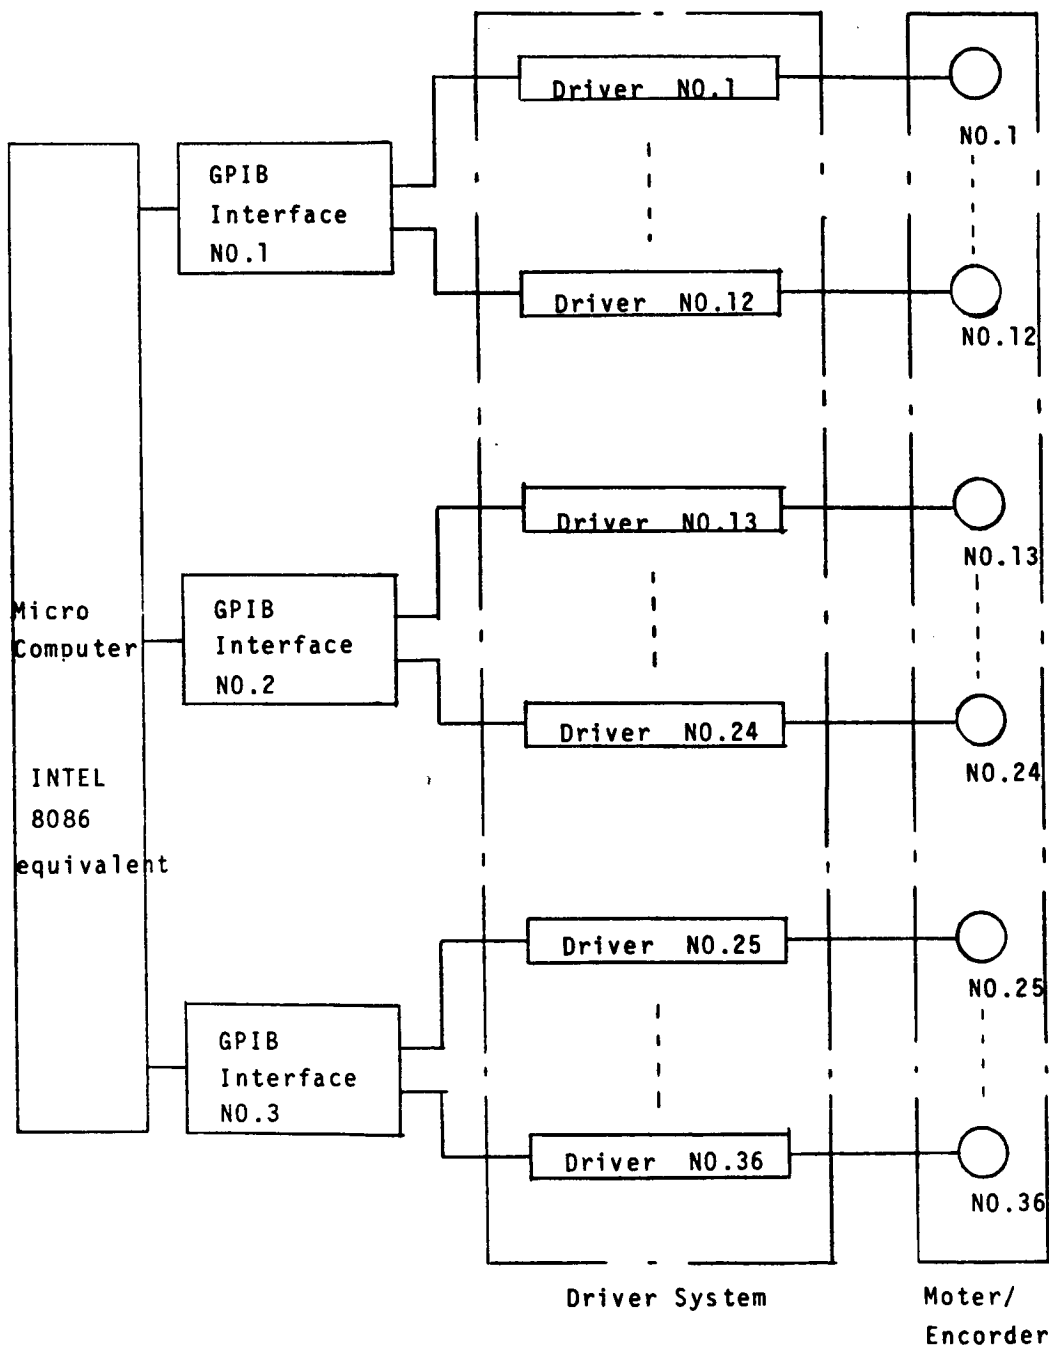 Driver NO.1
NO.1
GPIB
Interface
NO.1
Driver NO.12
NO.12
Driver NO.13
NO.13
Micro
Computer
GPIB
Interface
NO.2
Driver NO.24
NO.24
INTEL
8086
equivalent
Driver NO.25
NO.25
GPIB
Interface
NO.3
Driver NO.36
NO.36
Driver System
Moter/
Encorder